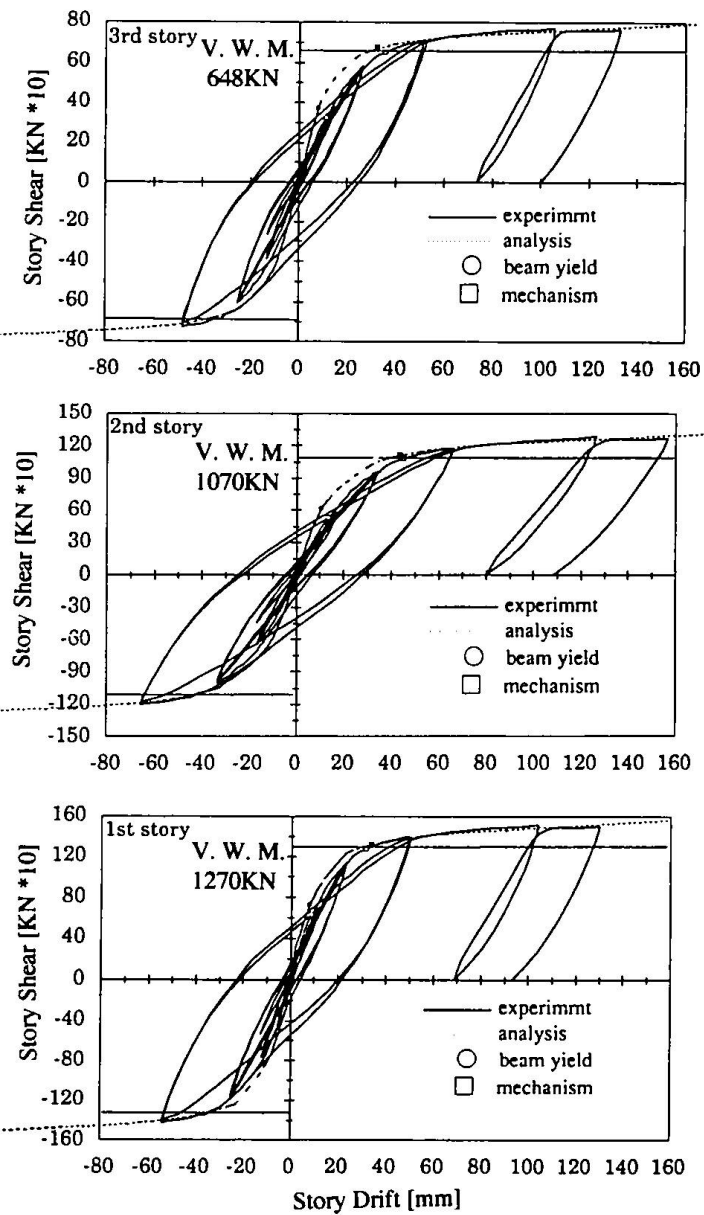 80
3rd story
V. W. M.
648KN
60
40
20
0
-20
-40
-60
-80
Story Shear [KN *10]
experimrnt
analysis
beam yield
mechanism
-80 -60 -40 -20 0 20 40 60 80 100 120 140 160
150
2nd story
V. W. M.
1070KN
120
90
60
30
0
-30
-60
-90
-120
-150
Story Shear [KN *10]
experimrnt
analysis
beam yield
mechanism
-80 -60 -40 -20 0 20 40 60 80 100 120 140 160
160
1st story
V. W. M.
1270KN
120
80
40
0
-40
-80
-120
-160
Story Shear [KN *10]
experimrnt
analysis
beam yield
mechanism
-80 -60 -40 -20 0 20 40 60 80 100 120 140 160
Story Drift [mm]